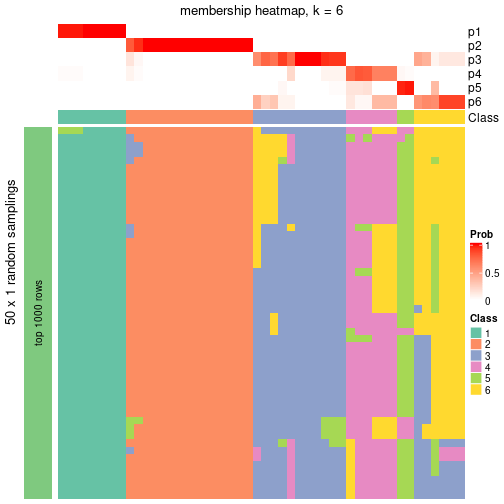 membership heatmap, k = 6
p1
p2
p3
p4
p5
p6
Class
50 x 1 random samplings
top 1000 rows
Prob
1
0.5
0
Class
1
2
3
4
5
6